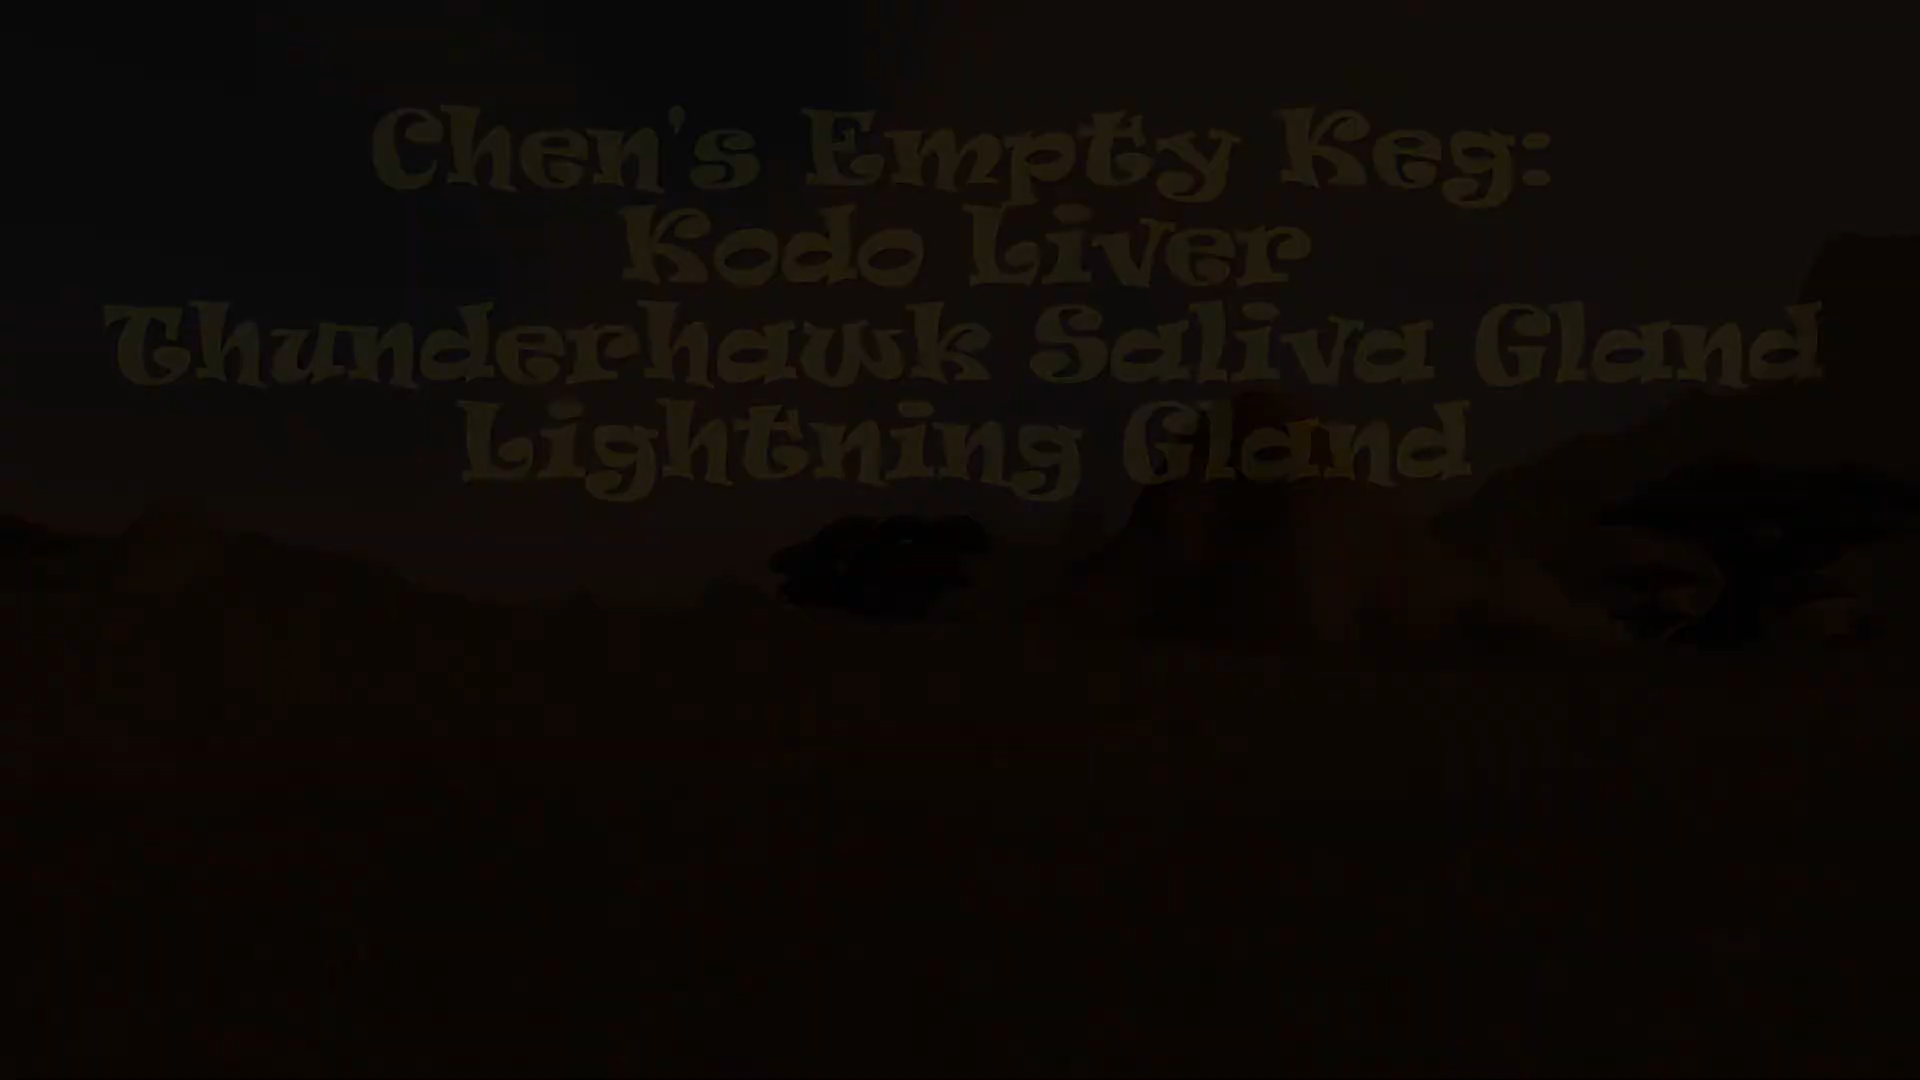 Chen's Empty Keg:
Kodo Liver
Thunderhawk Saliva Gland
Lightning Gland